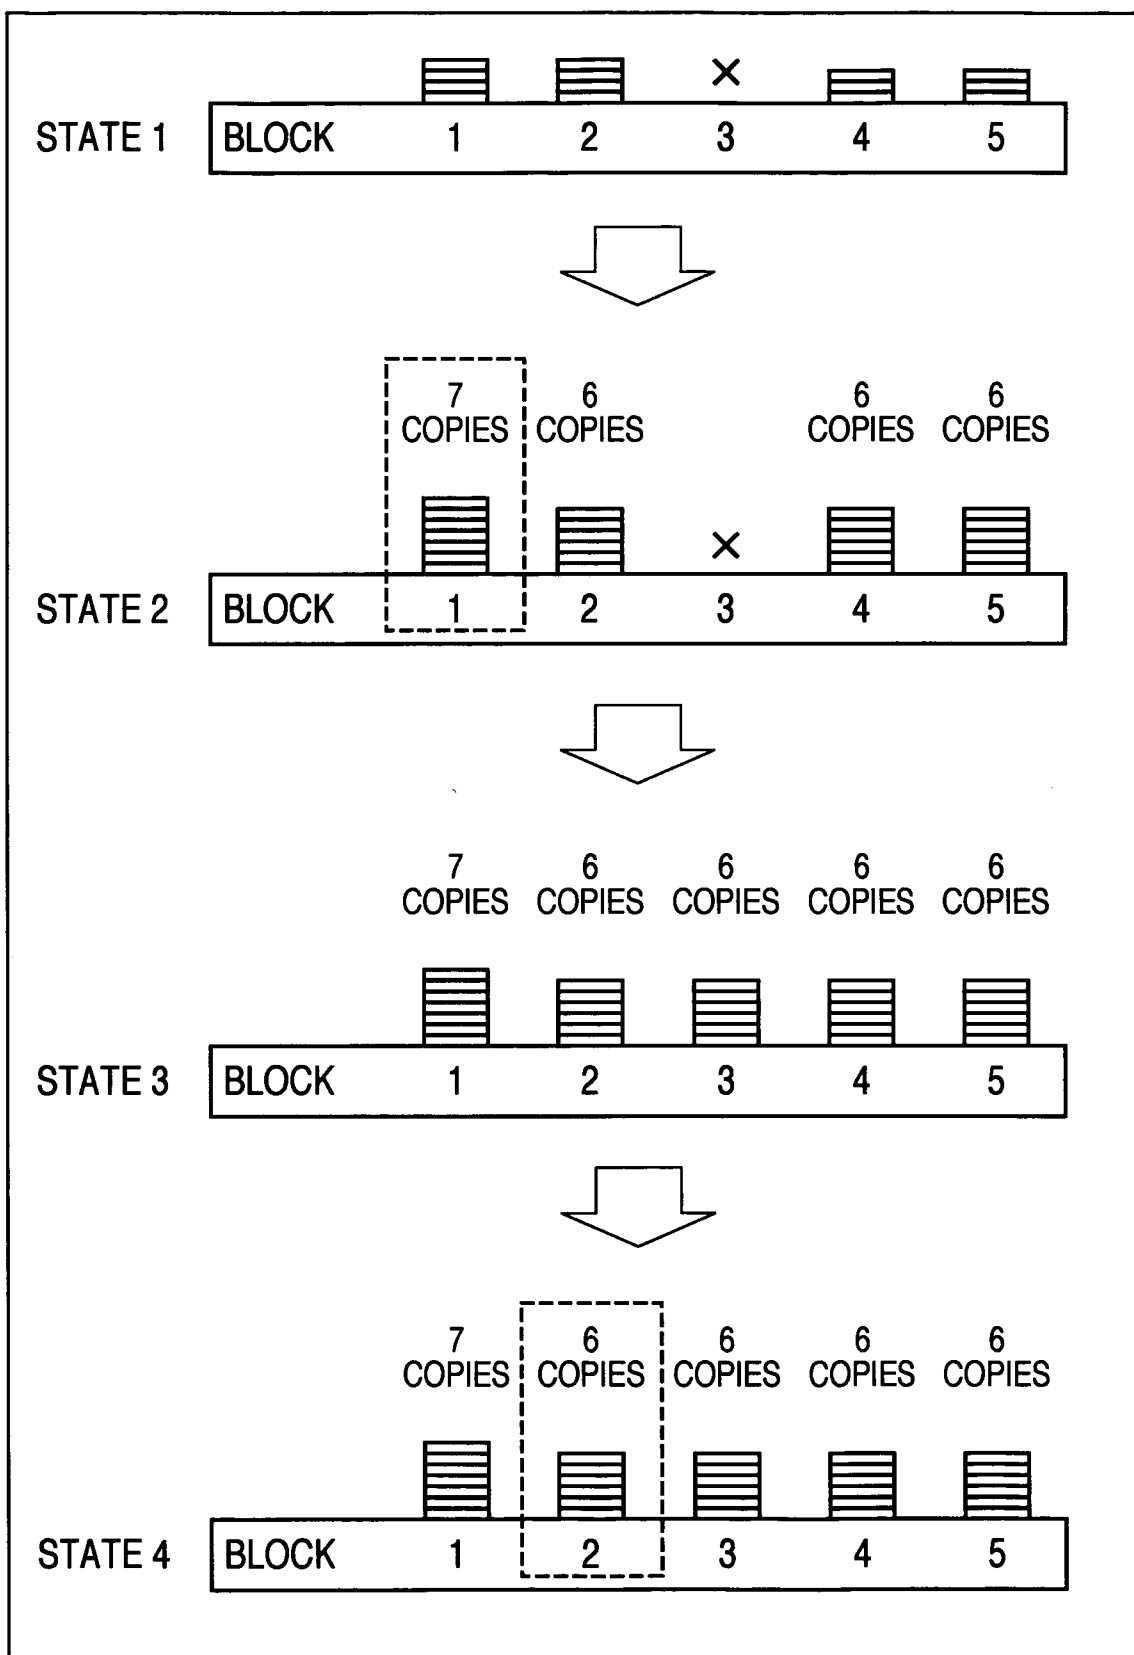 ×
STATE 1 BLOCK 1 2 3 4 5
7 6 6 6
COPIES COPIES COPIES COPIES
×
STATE 2 BLOCK 1 2 3 4 5
7 6 6 6 6
COPIES COPIES COPIES COPIES COPIES
STATE 3 BLOCK 1 2 3 4 5
7 6 6 6 6
COPIES COPIES COPIES COPIES COPIES
STATE 4 BLOCK 1 2 3 4 5